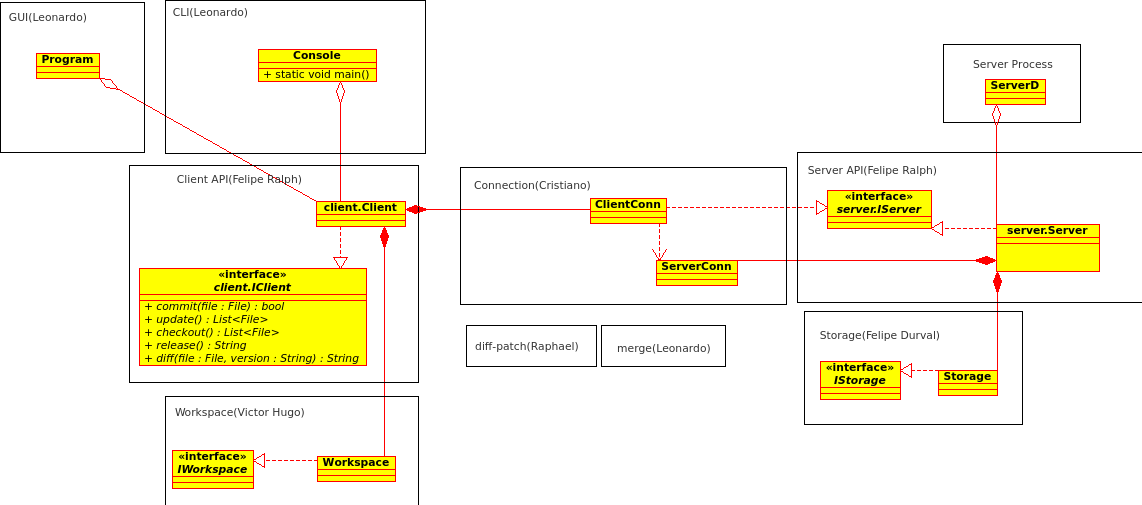 GUI(Leonardo)
Program
CLI(Leonardo)
Console
+ static void main()
Server Process
ServerD
Client API(Felipe Ralph)
client.Client
«interface»
client.IClient
+ commit(file : File) : bool
+ update() : List<File>
+ checkout() : List<File>
+ release() : String
+ diff(file : File, version : String) : String
Connection(Cristiano)
ClientConn
ServerConn
Server API(Felipe Ralph)
«interface»
server.IServer
server.Server
diff-patch(Raphael)
merge(Leonardo)
Storage(Felipe Durval)
«interface»
IStorage
Storage
Workspace(Victor Hugo)
«interface»
IWorkspace
Workspace